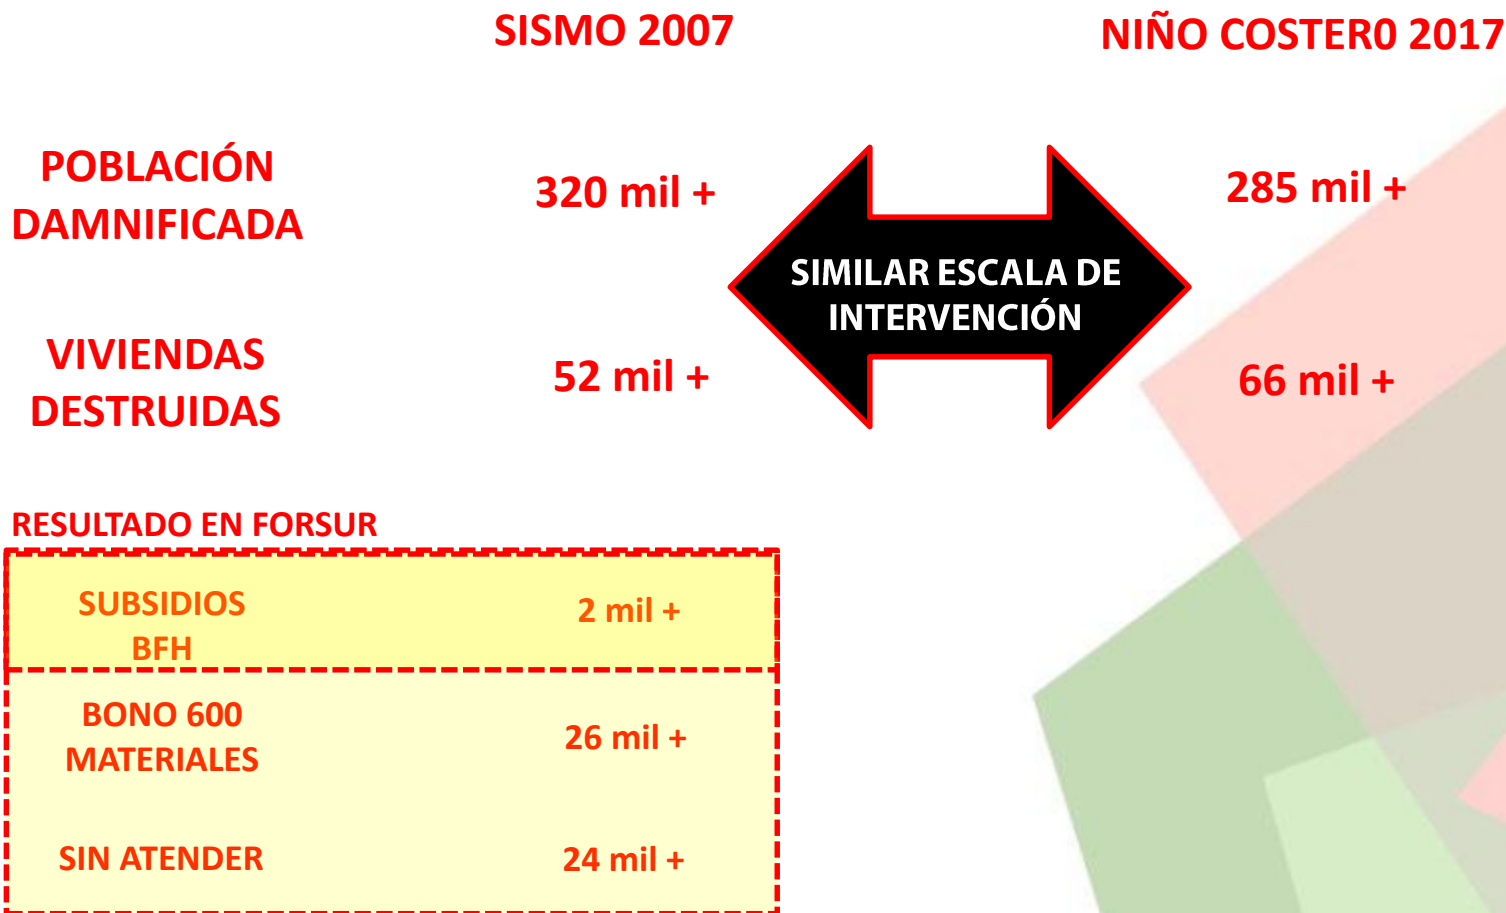 SISMO 2007
NIÑO COSTER0 2017
POBLACIÓN
DAMNIFICADA
320 mil +
285 mil +
SIMILAR ESCALA DE
INTERVENCIÓN
VIVIENDAS
DESTRUIDAS
52 mil +
66 mil +
RESULTADO EN FORSUR
SUBSIDIOS
BFH
2 mil +
BONO 600
MATERIALES
26 mil +
SIN ATENDER
24 mil +